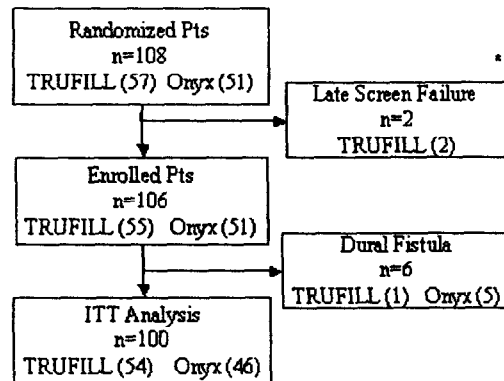 Randomized Pts
n=108
TRUFILL (57) Onyx (51)
Late Screen Failure
n=2
TRUFILL (2)
Enrolled Pts
n=106
TRUFILL (55) Onyx (51)
Dural Fistula
n=6
TRUFILL (1) Onyx (5)
ITT Analysis
n=100
TRUFILL (54) Onyx (46)